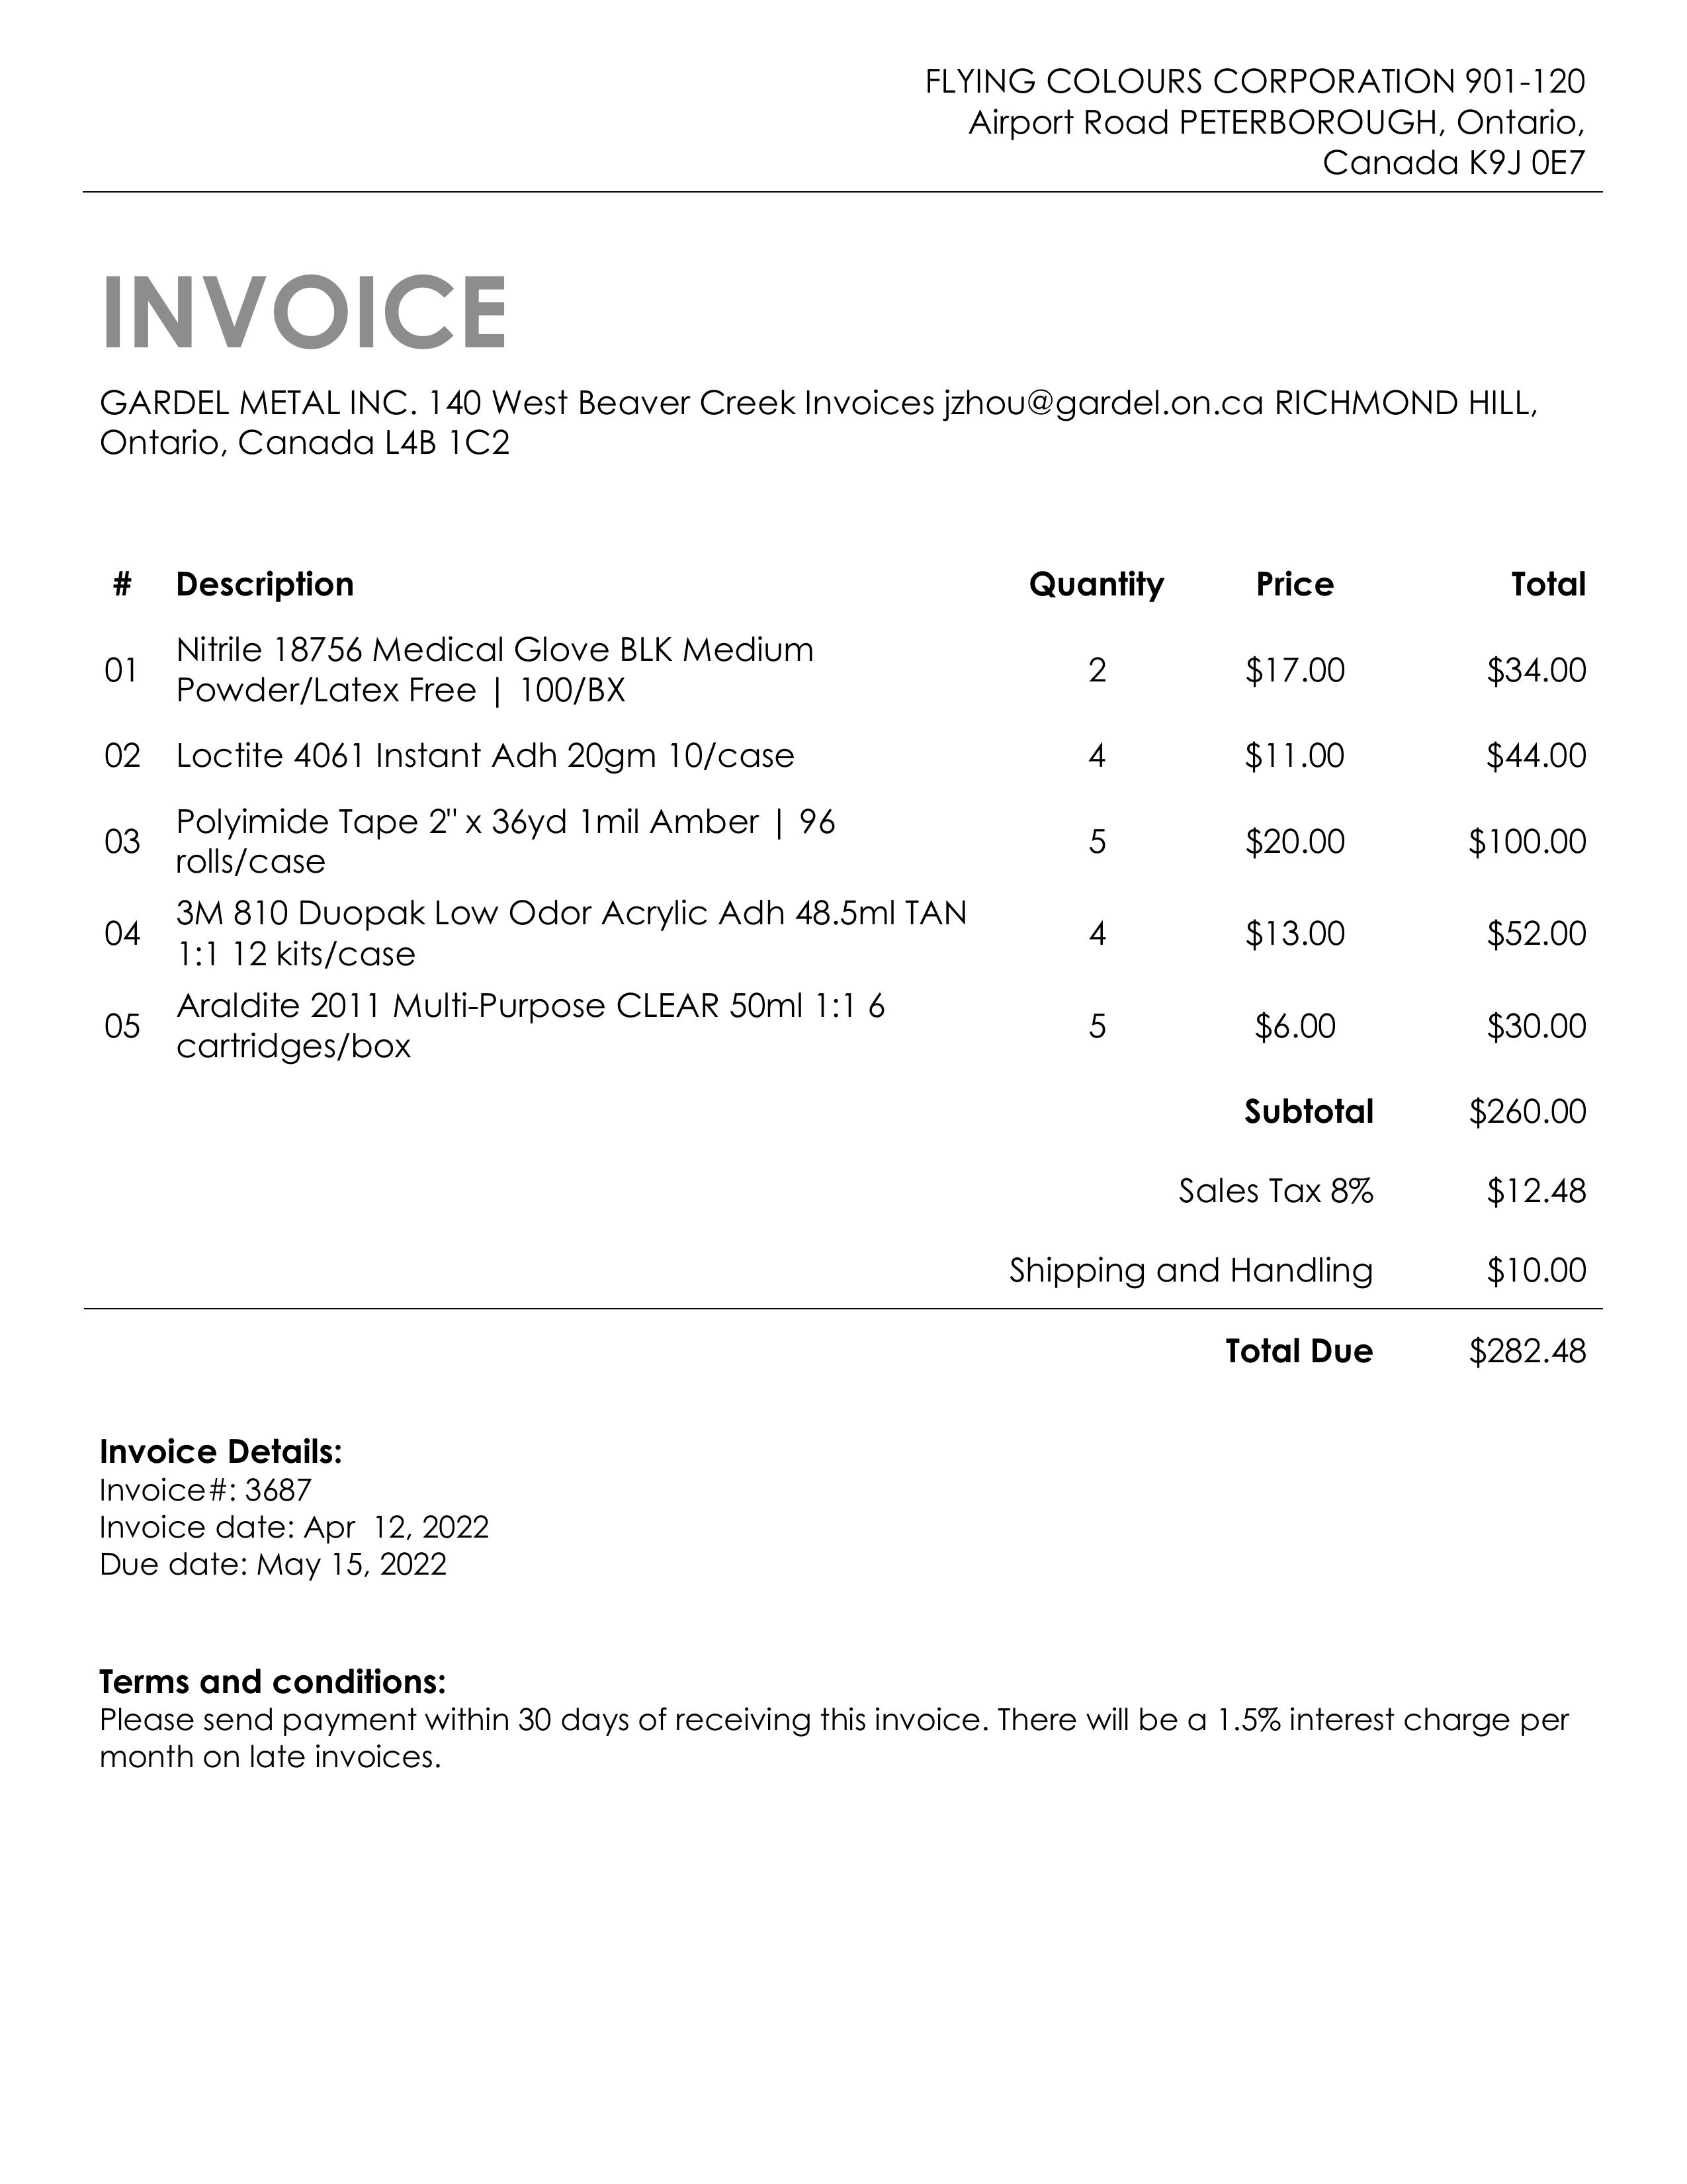 FLYING COLOURS CORPORATION 901-120
Airport Road PETERBOROUGH, Ontario,
Canada K9J 0E7
INVOICE
GARDEL METAL INC. 140 West Beaver Creek Invoices jzhou@gardel.on.ca RICHMOND HILL,
Ontario, Canada L4B 1C2
# Description Quantity Price Total
01 Nitrile 18756 Medical Glove BLK Medium
Powder/Latex Free | 100/BX 2 $17.00 $34.00
02 Loctite 4061 Instant Adh 20gm 10/case 4 $11.00 $44.00
03 Polyimide Tape 2" x 36yd 1mil Amber | 96
rolls/case 5 $20.00 $100.00
04 3M 810 Duopak Low Odor Acrylic Adh 48.5ml TAN
1:1 12 kits/case 4 $13.00 $52.00
05 Araldite 2011 Multi-Purpose CLEAR 50ml 1:1 6
cartridges/box 5 $6.00 $30.00
Subtotal $260.00
Sales Tax 8% $12.48
Shipping and Handling $10.00
Total Due $282.48
Invoice Details:
Invoice#: 3687
Invoice date: Apr  12, 2022
Due date: May 15, 2022
Terms and conditions:
Please send payment within 30 days of receiving this invoice. There will be a 1.5% interest charge per
month on late invoices.